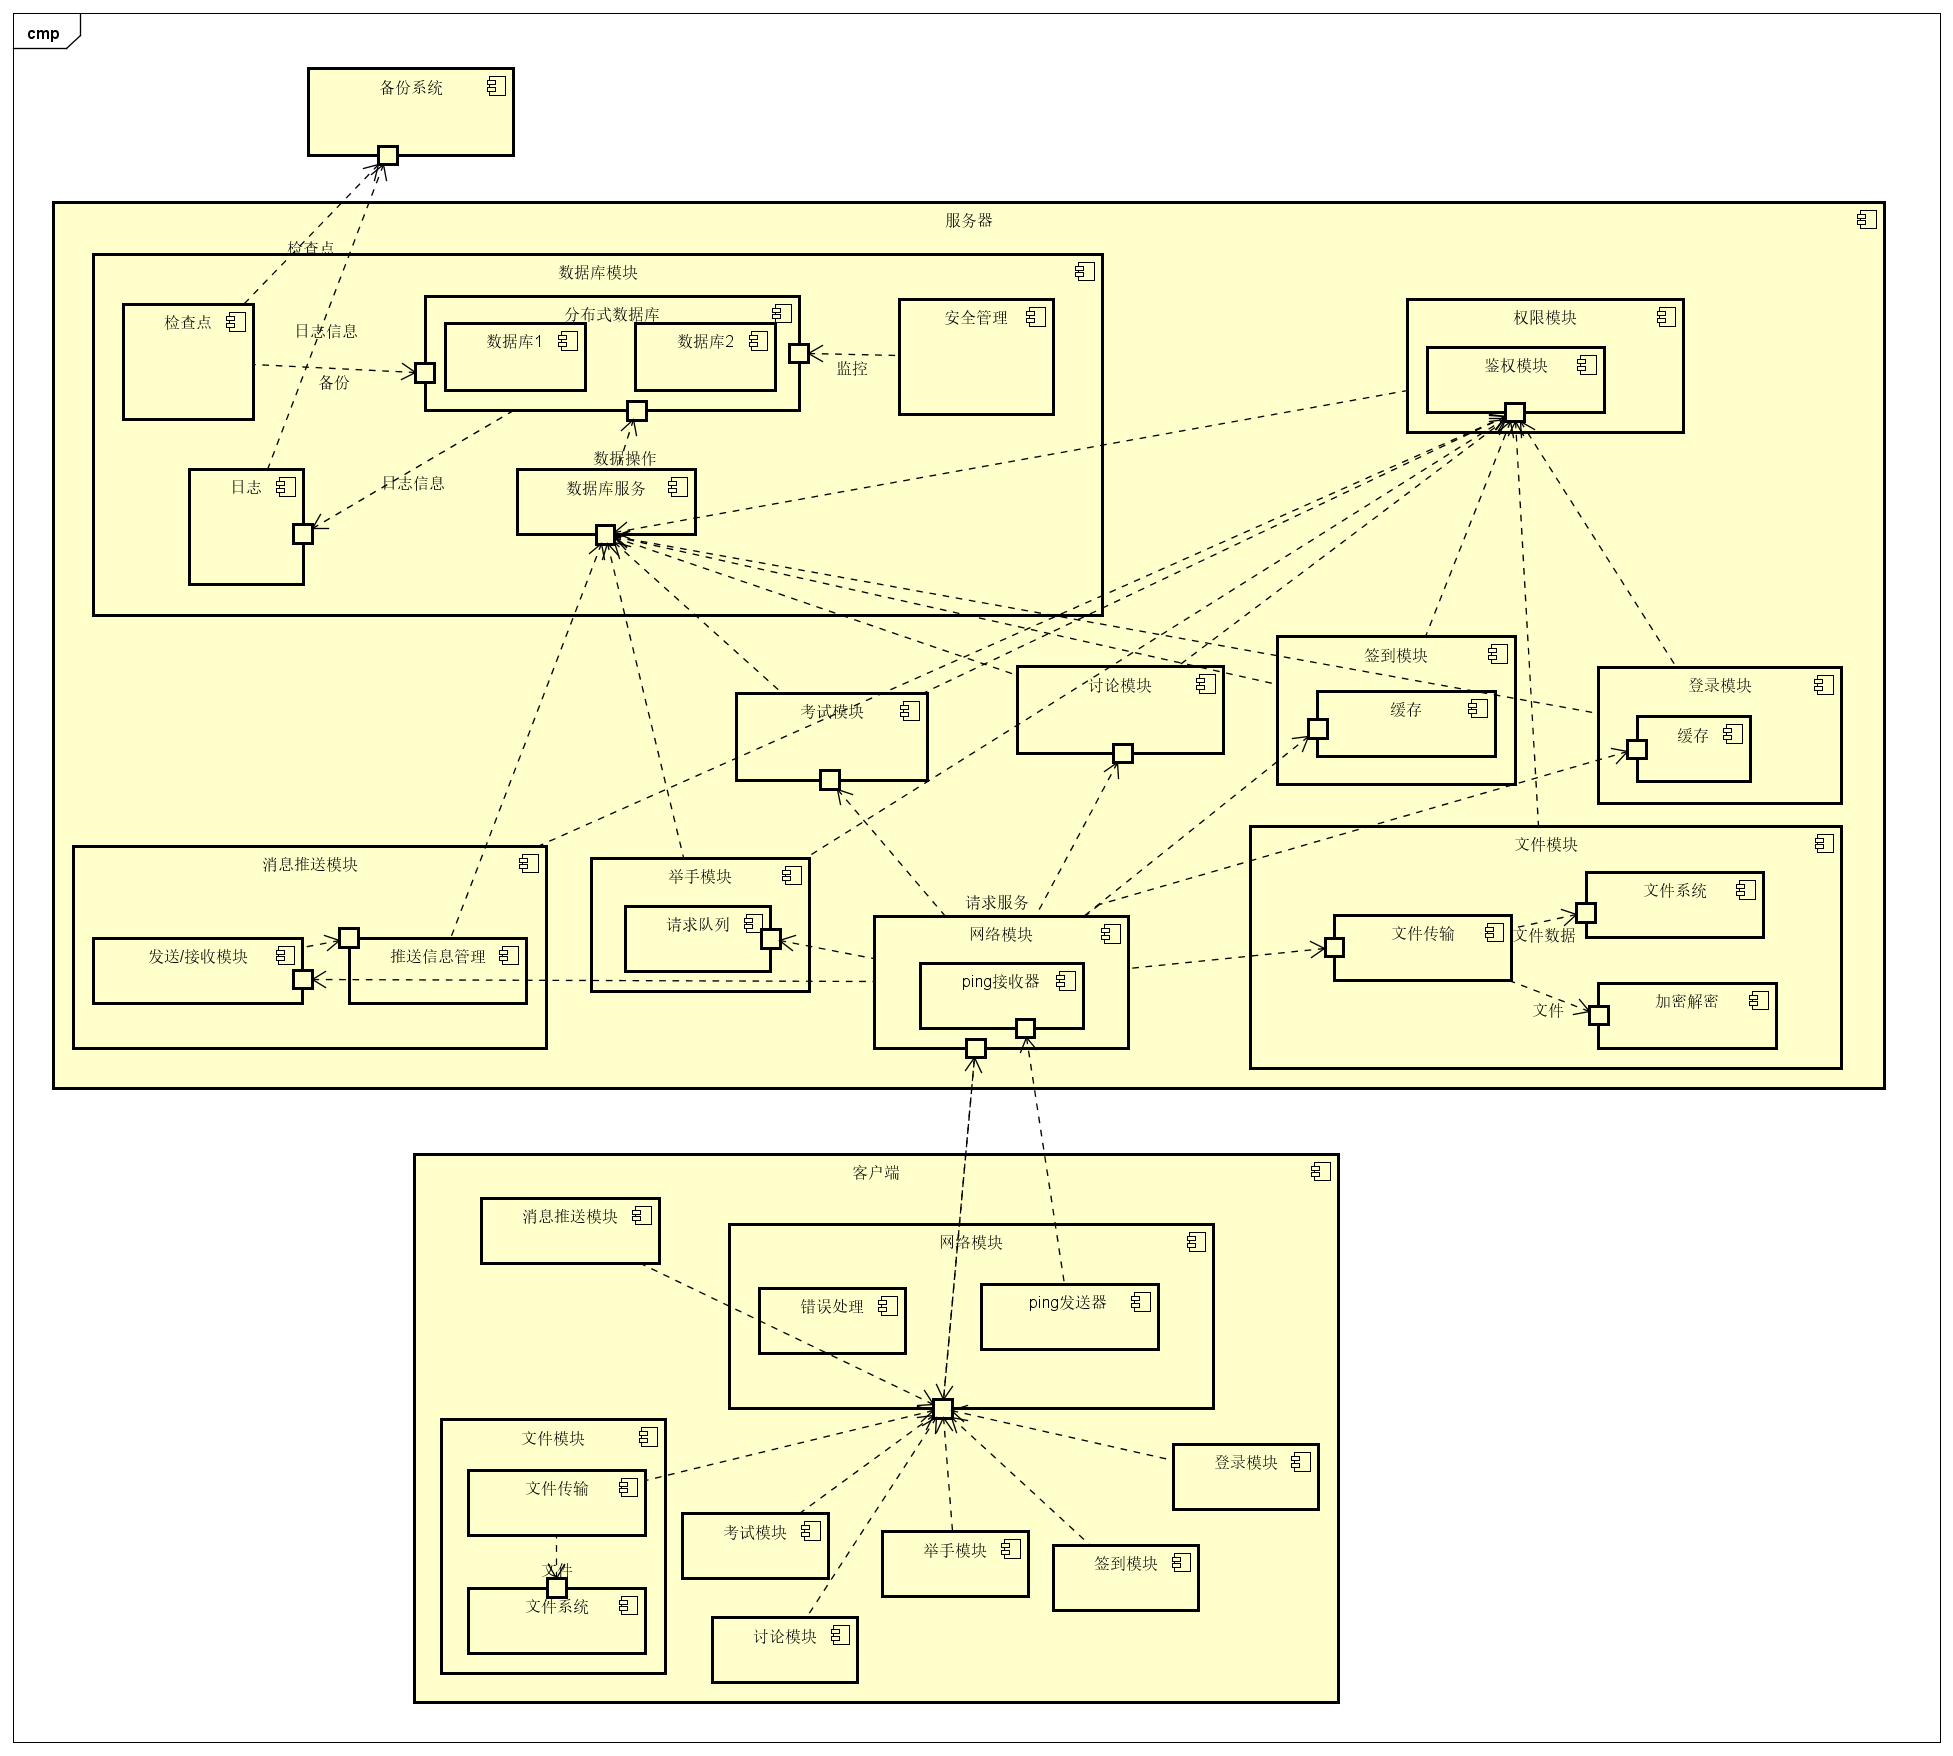 cmp
备份系统
服务器
检查点
数据库模块
检查点
分布式数据库
数据库1
数据库2
安全管理
权限模块
鉴权模块
日志信息
备份
监控
数据操作
日志
日志信息
数据库服务
考试模块
讨论模块
签到模块
缓存
登录模块
缓存
消息推送模块
发送/接收模块
推送信息管理
举手模块
请求队列
请求服务
网络模块
ping接收器
文件模块
文件系统
文件传输
文件数据
加密解密
文件
客户端
消息推送模块
网络模块
错误处理
ping发送器
文件模块
文件传输
文件
文件系统
登录模块
考试模块
举手模块
签到模块
讨论模块